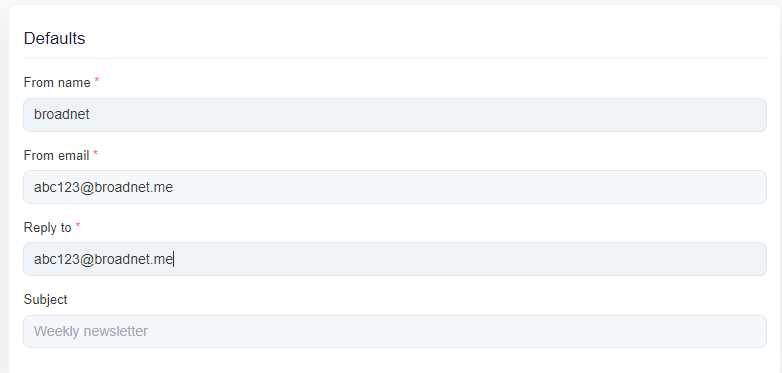 Defaults
From name *
broadnet
From email *
abc123@broadnet.me
Reply to *
abc123@broadnet.me
Subject
Weekly newsletter